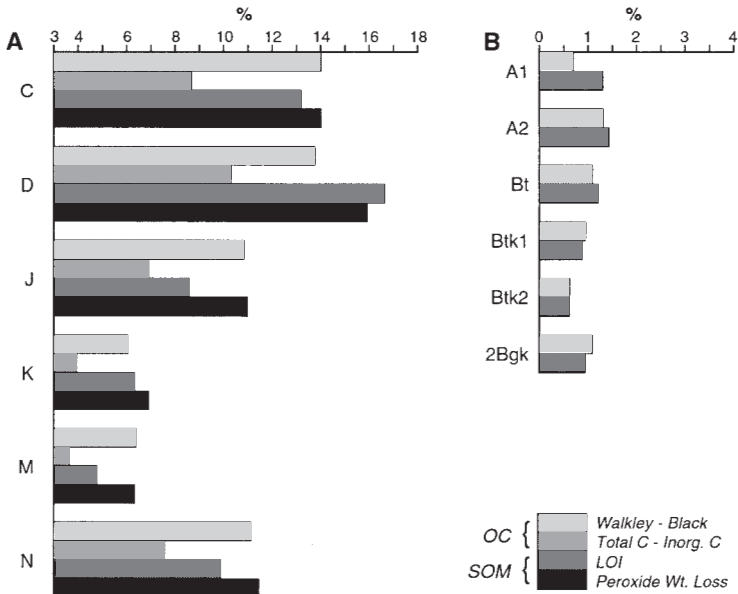 %
A
3 4 6 8 10 12 14 16 18
C
D
J
K
M
N
%
B
0 1 2 3 4
A1
A2
Bt
Btk1
Btk2
2Bgk
OC { Walkley - Black
Total C - Inorg. C
SOM { LOI
Peroxide Wt. Loss